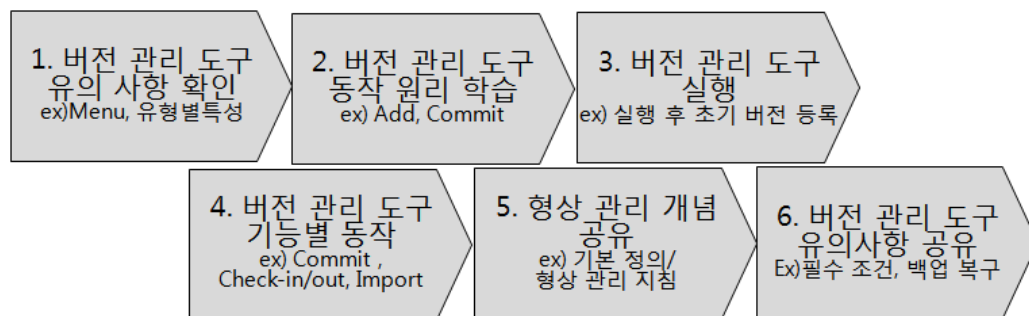 1. 버전 관리 도구
유의 사항 확인
ex)Menu, 유형별특성
2. 버전 관리 도구
동작 원리 학습
ex) Add, Commit
3. 버전 관리 도구
실행
ex) 실행 후 초기 버전 등록
4. 버전 관리 도구
기능별 동작
ex) Commit ,
Check-in/out, Import
5. 형상 관리 개념
공유
ex) 기본 정의/
형상 관리 지침
6. 버전 관리 도구
유의사항 공유
Ex)필수 조건, 백업 복구